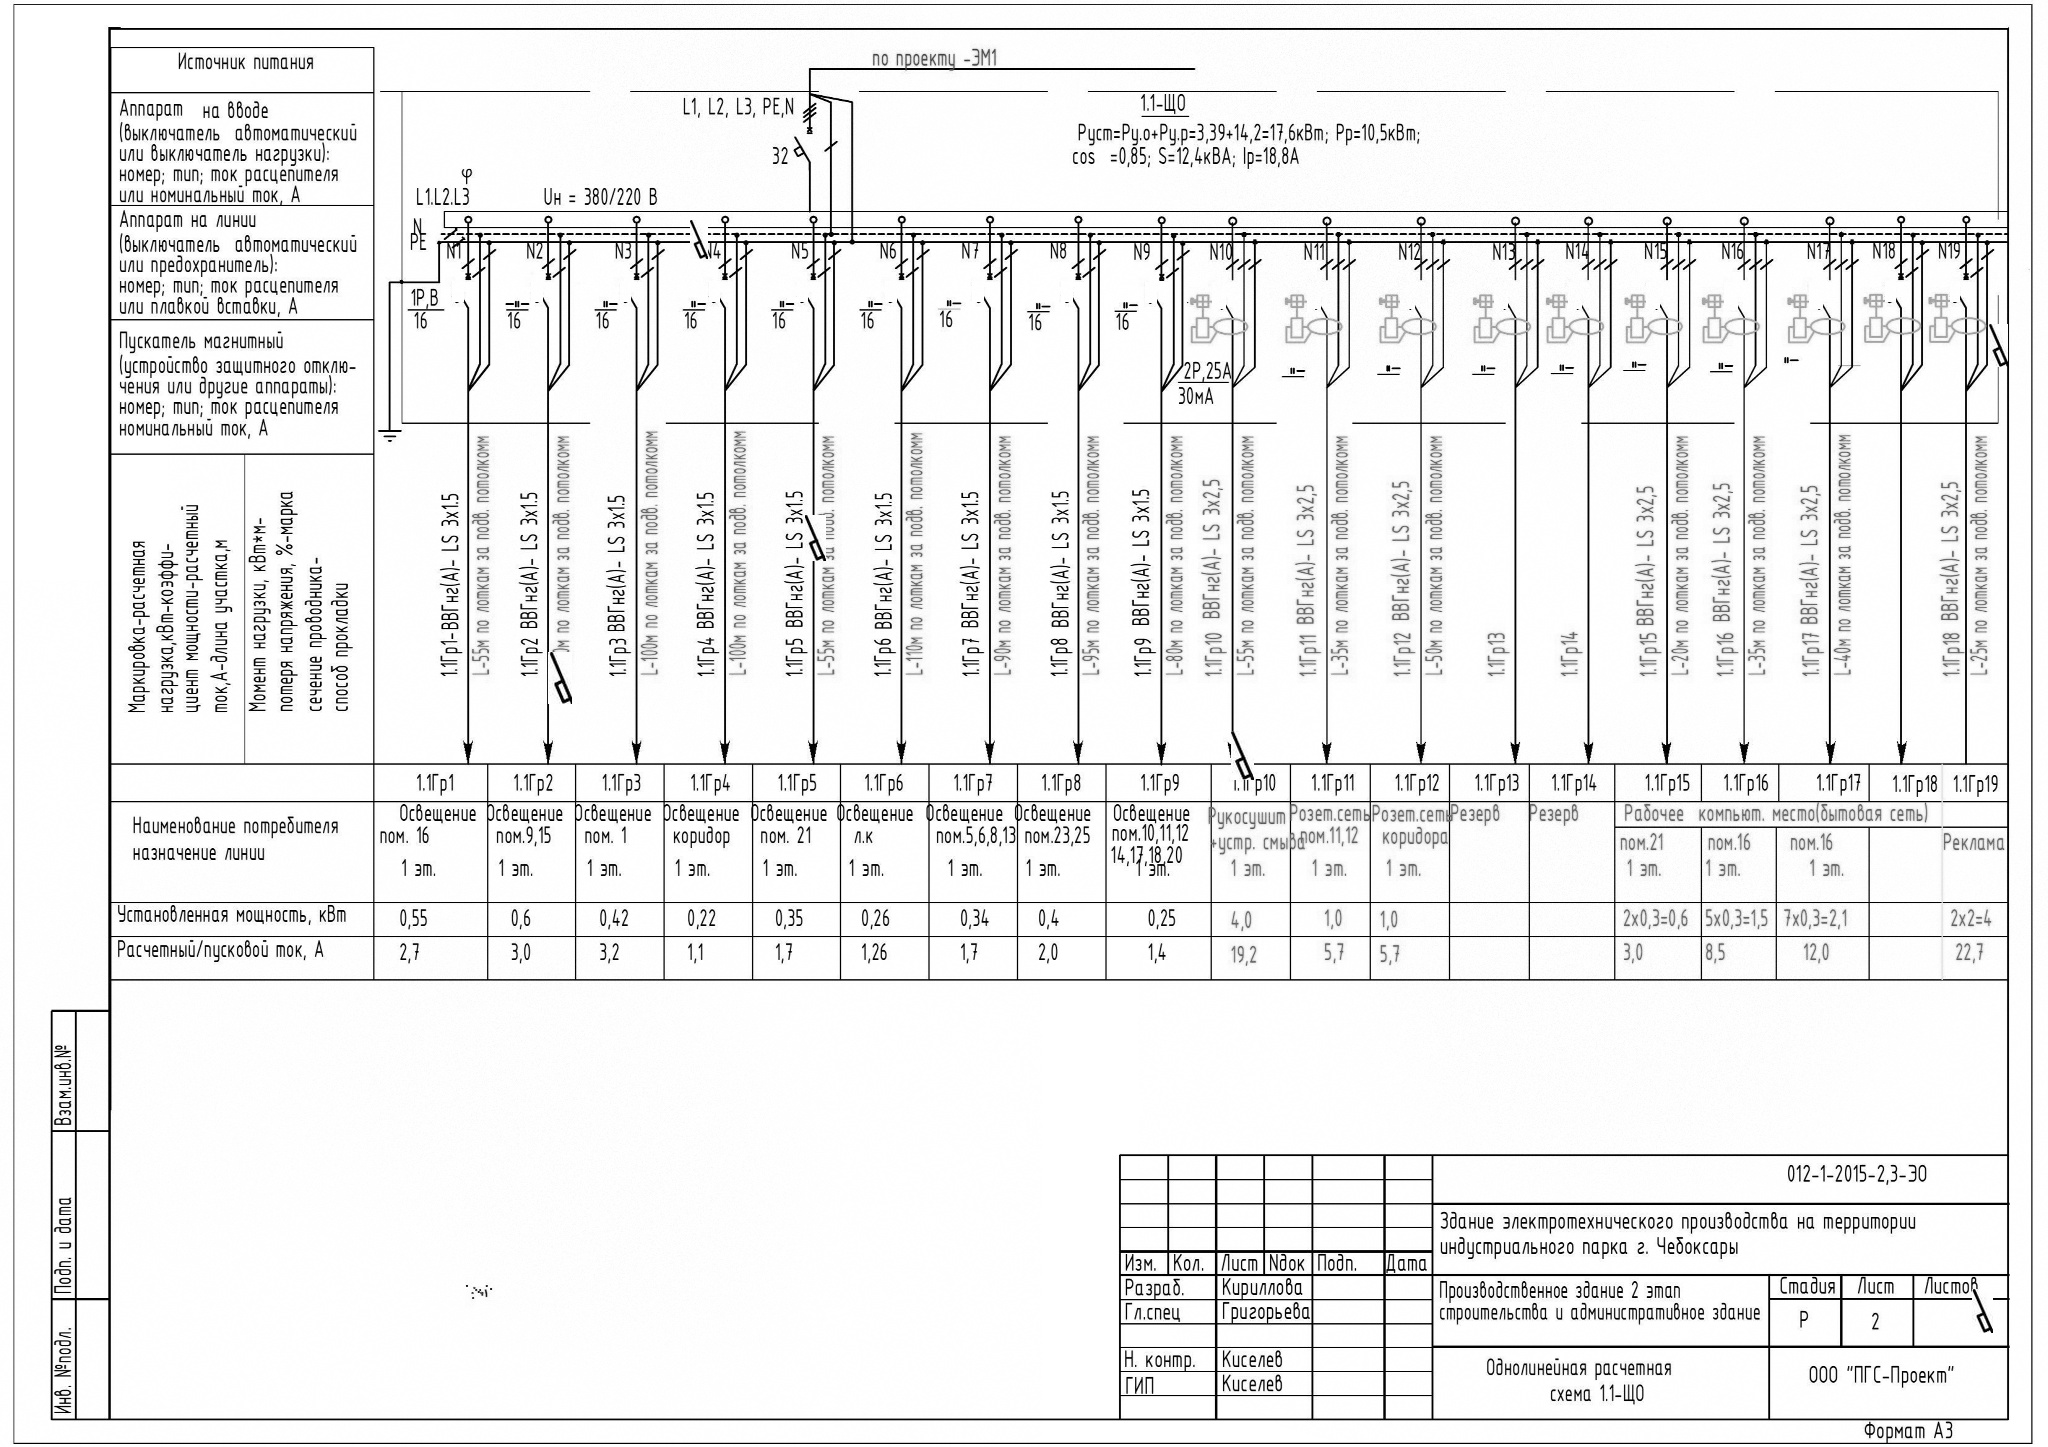 Источник питания
по проекту -ЭМ1
Аппарат на вводе
(выключатель автоматический
или выключатель нагрузки):
номер; тип; ток расцепителя
или номинальный ток, А
L1, L2, L3, PE,N
32
1.1-ЩО
Руст=Ру.о+Ру.р=3,39+14,2=17,6кВт; Рр=10,5кВт;
cos =0,85; S=12,4кВА; Iр=18,8А
φ
L1.L2.L3
Uн = 380/220 В
N
PE
Аппарат на линии
(выключатель автоматический
или предохранитель):
номер; тип; ток расцепителя
или плавкой вставки, А
N1 N2 N3 N4 N5 N6 N7 N8 N9 N10 N11 N12 N13 N14 N15 N16 N17 N18 N19
1P,B
16
"–
16
"–
16
"–
16
"–
16
"–
16
"–
16
"–
16
"–
16
Пускатель магнитный
(устройство защитного отклю-
чения или другие аппараты):
номер; тип; ток расцепителя
номинальный ток, А
2P,25A
30мА
"– "– "– "– "– "– "–
Маркировка-расчетная
нагрузка,кВт-коэффи-
циент мощности-расчетный
ток,А-длина участка,м
Момент нагрузки, кВт*м-
потеря напряжения, %-марка
сечение проводника-
способ прокладки
1.1Гр1-ВВГнг(А)- LS 3х1.5
L-55м по лоткам за подв. потолкомм
1.1Гр2 ВВГнг(А)- LS 3х1.5
м по лоткам за подв. потолкомм
1.1Гр3 ВВГнг(А)- LS 3х1.5
L-100м по лоткам за подв. потолкомм
1.1Гр4 ВВГнг(А)- LS 3х1.5
L-100м по лоткам за подв. потолкомм
1.1Гр5 ВВГнг(А)- LS 3х1.5
L-55м по лоткам за подв. потолкомм
1.1Гр6 ВВГнг(А)- LS 3х1.5
L-110м по лоткам за подв. потолкомм
1.1Гр7 ВВГнг(А)- LS 3х1.5
L-90м по лоткам за подв. потолкомм
1.1Гр8 ВВГнг(А)- LS 3х1.5
L-95м по лоткам за подв. потолкомм
1.1Гр9 ВВГнг(А)- LS 3х1.5
L-80м по лоткам за подв. потолкомм
1.1Гр10 ВВГнг(А)- LS 3х2,5
L-55м по лоткам за подв. потолкомм
1.1Гр11 ВВГнг(А)- LS 3х2,5
L-35м по лоткам за подв. потолкомм
1.1Гр12 ВВГнг(А)- LS 3х2,5
L-50м по лоткам за подв. потолкомм
1.1Гр13
1.1Гр14
1.1Гр15 ВВГнг(А)- LS 3х2,5
L-20м по лоткам за подв. потолкомм
1.1Гр16 ВВГнг(А)- LS 3х2,5
L-35м по лоткам за подв. потолкомм
1.1Гр17 ВВГнг(А)- LS 3х2,5
L-40м по лоткам за подв. потолкомм
1.1Гр18 ВВГнг(А)- LS 3х2,5
L-25м по лоткам за подв. потолкомм
1.1Гр1 1.1Гр2 1.1Гр3 1.1Гр4 1.1Гр5 1.1Гр6 1.1Гр7 1.1Гр8 1.1Гр9 1.1Гр10 1.1Гр11 1.1Гр12 1.1Гр13 1.1Гр14 1.1Гр15 1.1Гр16 1.1Гр17 1.1Гр18 1.1Гр19
Наименование потребителя
назначение линии
Освещение
пом. 16
1 эт.
Освещение
пом.9,15
1 эт.
Освещение
пом. 1
1 эт.
Освещение
коридор
1 эт.
Освещение
пом. 21
1 эт.
Освещение
л.к
1 эт.
Освещение
пом.5,6,8,13
1 эт.
Освещение
пом.23,25
1 эт.
Освещение
пом.10,11,12
14,17,18,20
1 эт.
Рукосушит
+устр. смыва
1 эт.
Розет.сеть
пом.11,12
1 эт.
Розет.сеть
коридора
1 эт.
Резерв
Резерв
Рабочее компьют. место(бытовая сеть)
пом.21
1 эт.
пом.16
1 эт.
пом.16
1 эт.
Реклама
Установленная мощность, кВт 0,55 0,6 0,42 0,22 0,35 0,26 0,34 0,4 0,25 4,0 1,0 1,0 2х0,3=0,6 5х0,3=1,5 7х0,3=2,1 2х2=4
Расчетный/пусковой ток, А 2,7 3,0 3,2 1,1 1,7 1,26 1,7 2,0 1,4 19,2 5,7 5,7 3,0 8,5 12,0 22,7
Взам.инв.№
Подп. и дата
Инв. №подл.
012-1-2015-2,3-ЭО
Здание электротехнического производства на территории
индустриального парка г. Чебоксары
Изм. Кол. Лист Nдок Подп. Дата
Разраб. Кириллова
Гл.спец Григорьева
Н. контр. Киселев
ГИП Киселев
Производственное здание 2 этап
строительства и административное здание
Стадия Лист Листов
Р 2
Однолинейная расчетная
схема 1.1-ЩО
ООО "ПГС-Проект"
Формат А3